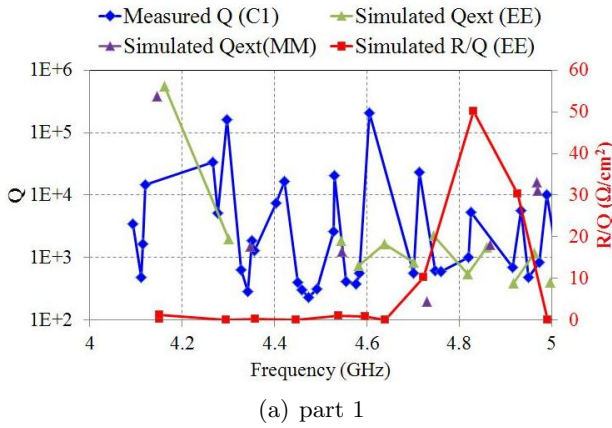 Measured Q (C1) Simulated Qext (EE)
Simulated Qext(MM) Simulated R/Q (EE)
1E+6 60
50
1E+5
40
1E+4 30
20
1E+3
10
1E+2 0
Q
R/Q (Ω/cm²)
4 4.2 4.4 4.6 4.8 5
Frequency (GHz)
(a) part 1